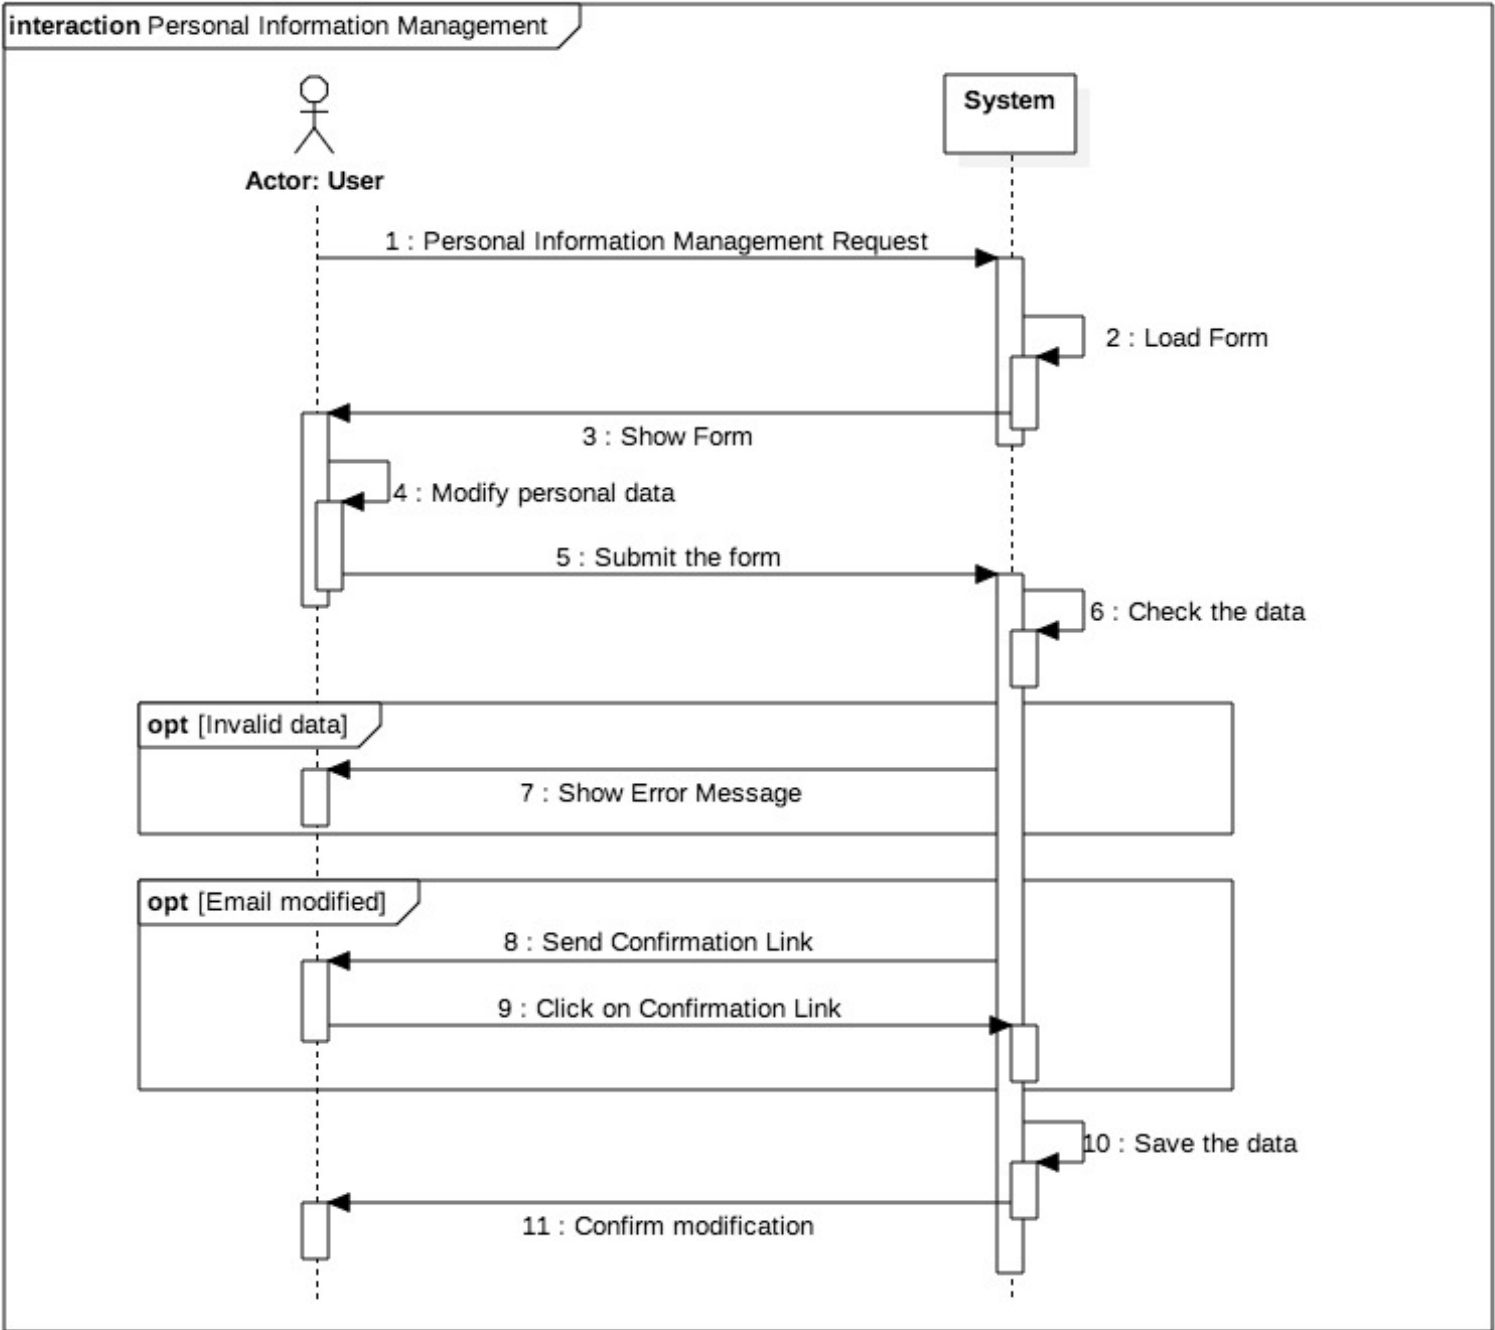 interaction Personal Information Management
System
Actor: User
1 : Personal Information Management Request
2 : Load Form
3 : Show Form
4 : Modify personal data
5 : Submit the form
6 : Check the data
opt [Invalid data]
7 : Show Error Message
opt [Email modified]
8 : Send Confirmation Link
9 : Click on Confirmation Link
10 : Save the data
11 : Confirm modification